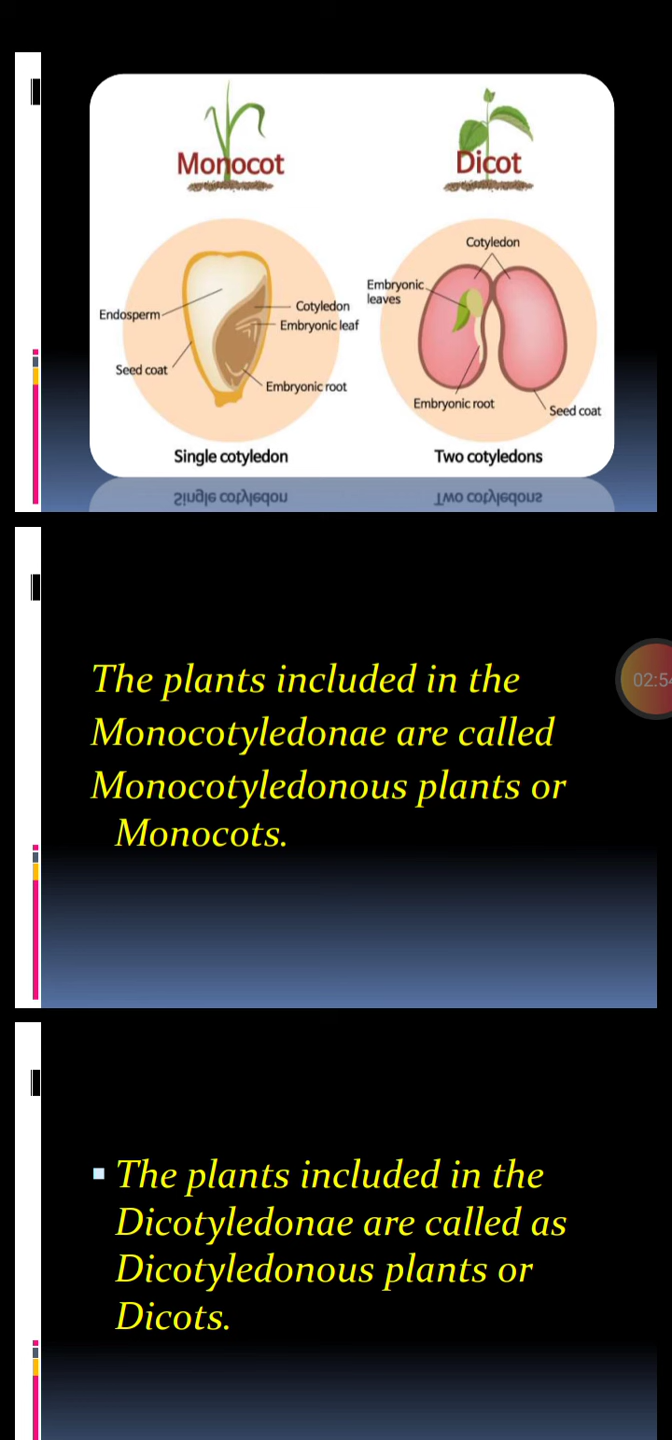 Monocot
Dicot
Cotyledon
Embryonic
leaves
Endosperm
Cotyledon
Embryonic leaf
Seed coat
Embryonic root
Embryonic root
Seed coat
Single cotyledon
Two cotyledons
Single cotyledon
Two cotyledons
The plants included in the
Monocotyledonae are called
Monocotyledonous plants or
Monocots.
02:54
The plants included in the
Dicotyledonae are called as
Dicotyledonous plants or
Dicots.